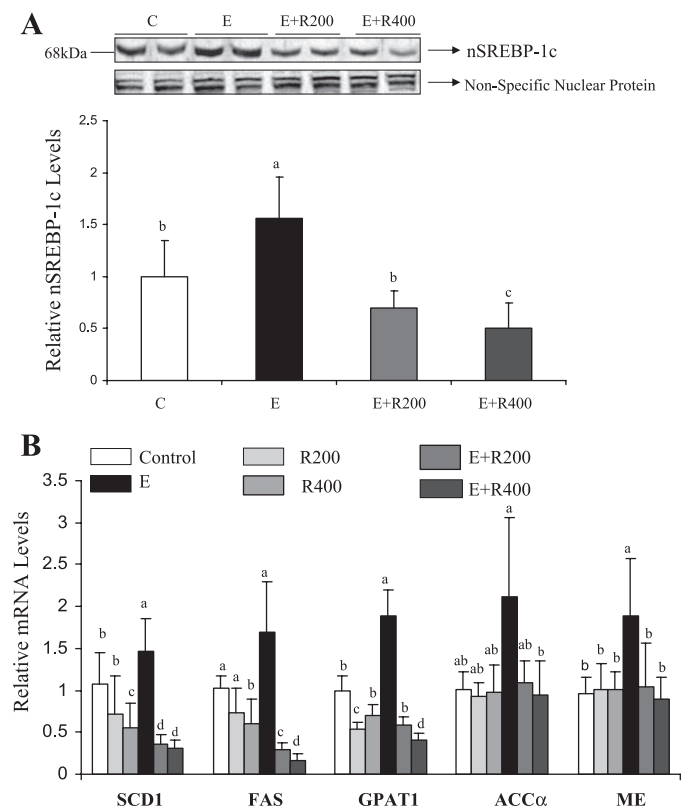 A
C E E+R200 E+R400
68kDa nSREBP-1c
Non-Specific Nuclear Protein
Relative nSREBP-1c Levels
2.5
2
1.5
1
0.5
0
b a b c
C E E+R200 E+R400
B
Control R200 E+R200
E R400 E+R400
Relative mRNA Levels
3.5
3
2.5
2
1.5
1
0.5
0
b b c a d d
a a b a c d
b c b a b d
ab ab ab a ab b
b b b a b b
SCD1 FAS GPAT1 ACCα ME